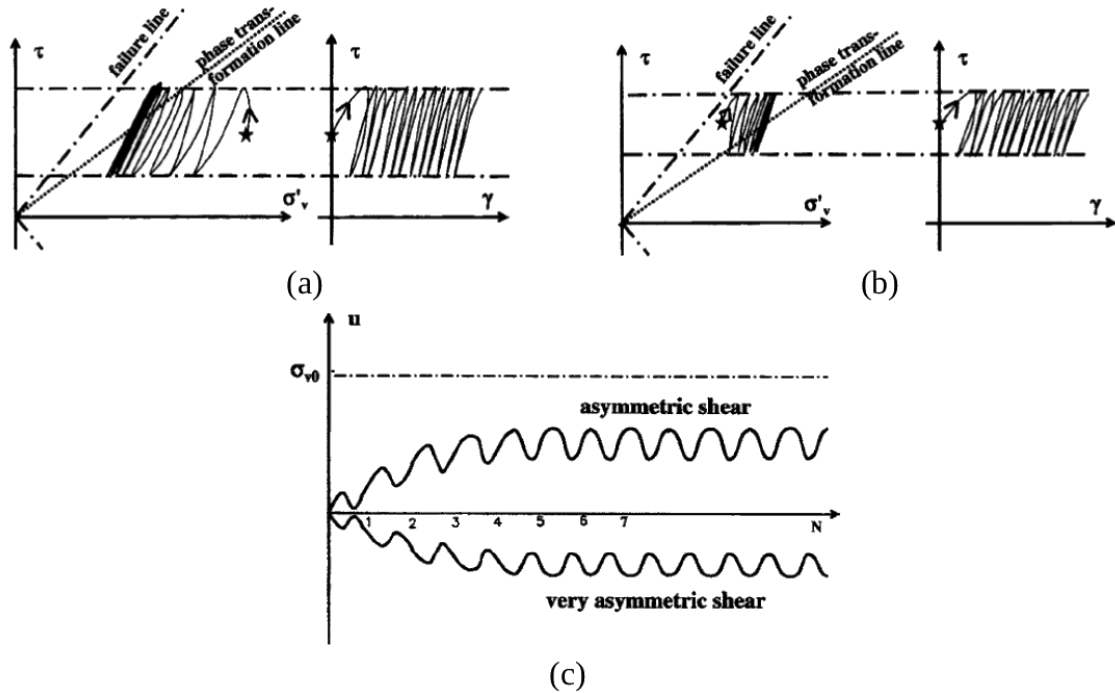 τ
failure line
phase trans-
formation line
σ'v
τ
γ
(a)
τ
failure line
phase trans-
formation line
σ'v
τ
γ
(b)
u
σv0
asymmetric shear
1 2 3 4 5 6 7 N
very asymmetric shear
(c)